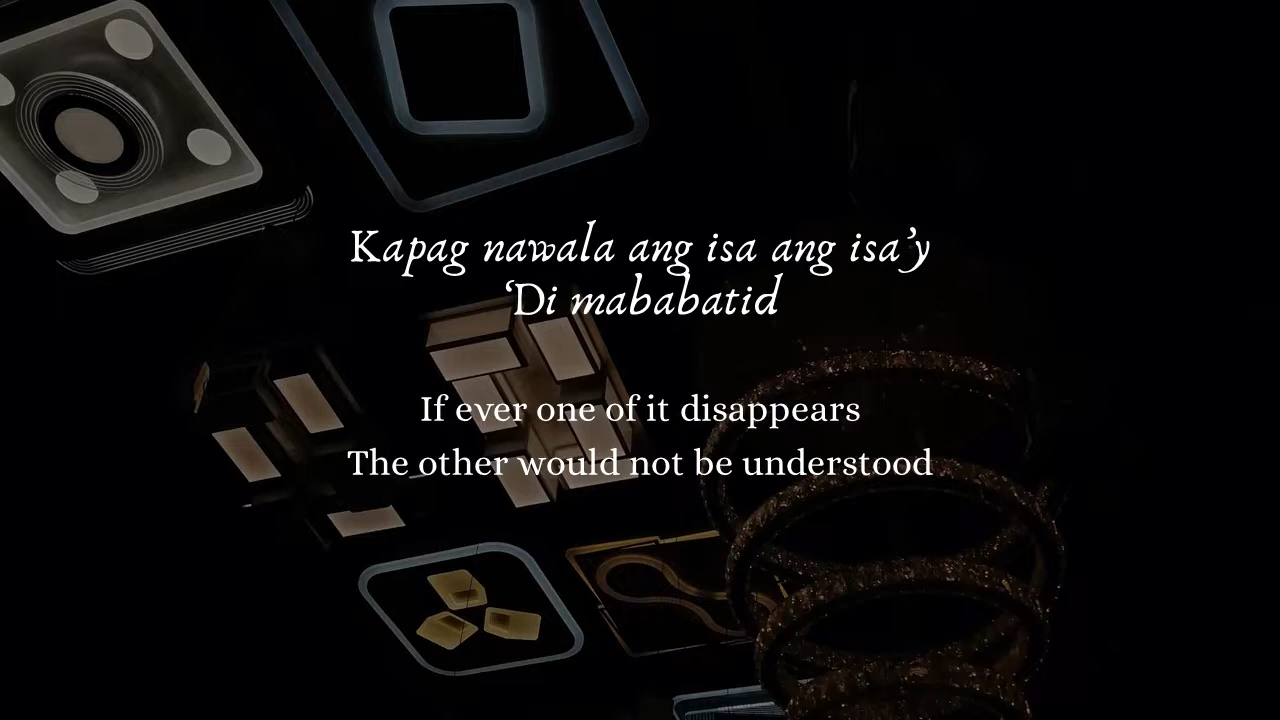 Kapag nawala ang isa ang isa’y
‘Di mababatid
If ever one of it disappears
The other would not be understood